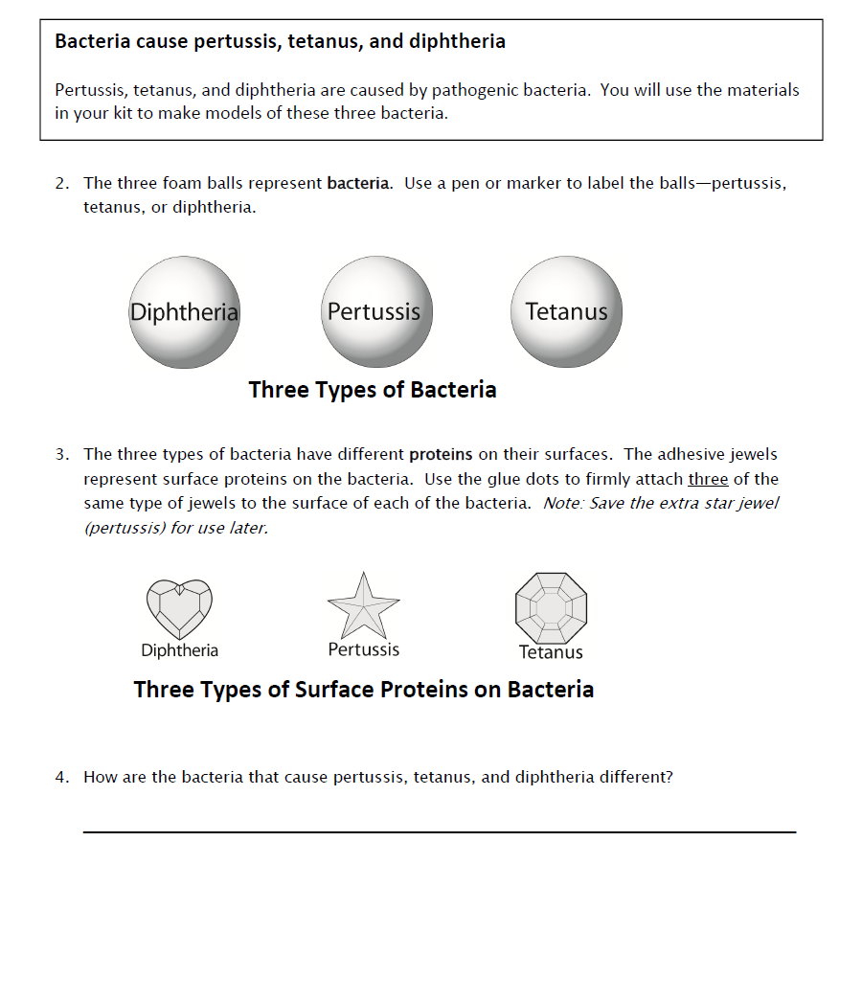 Bacteria cause pertussis, tetanus, and diphtheria
Pertussis, tetanus, and diphtheria are caused by pathogenic bacteria.  You will use the materials
in your kit to make models of these three bacteria.
2. The three foam balls represent bacteria.  Use a pen or marker to label the balls—pertussis,
tetanus, or diphtheria.
Diphtheria Pertussis Tetanus
Three Types of Bacteria
3. The three types of bacteria have different proteins on their surfaces.  The adhesive jewels
represent surface proteins on the bacteria.  Use the glue dots to firmly attach three of the
same type of jewels to the surface of each of the bacteria.  Note: Save the extra star jewel
(pertussis) for use later.
Diphtheria Pertussis Tetanus
Three Types of Surface Proteins on Bacteria
4. How are the bacteria that cause pertussis, tetanus, and diphtheria different?